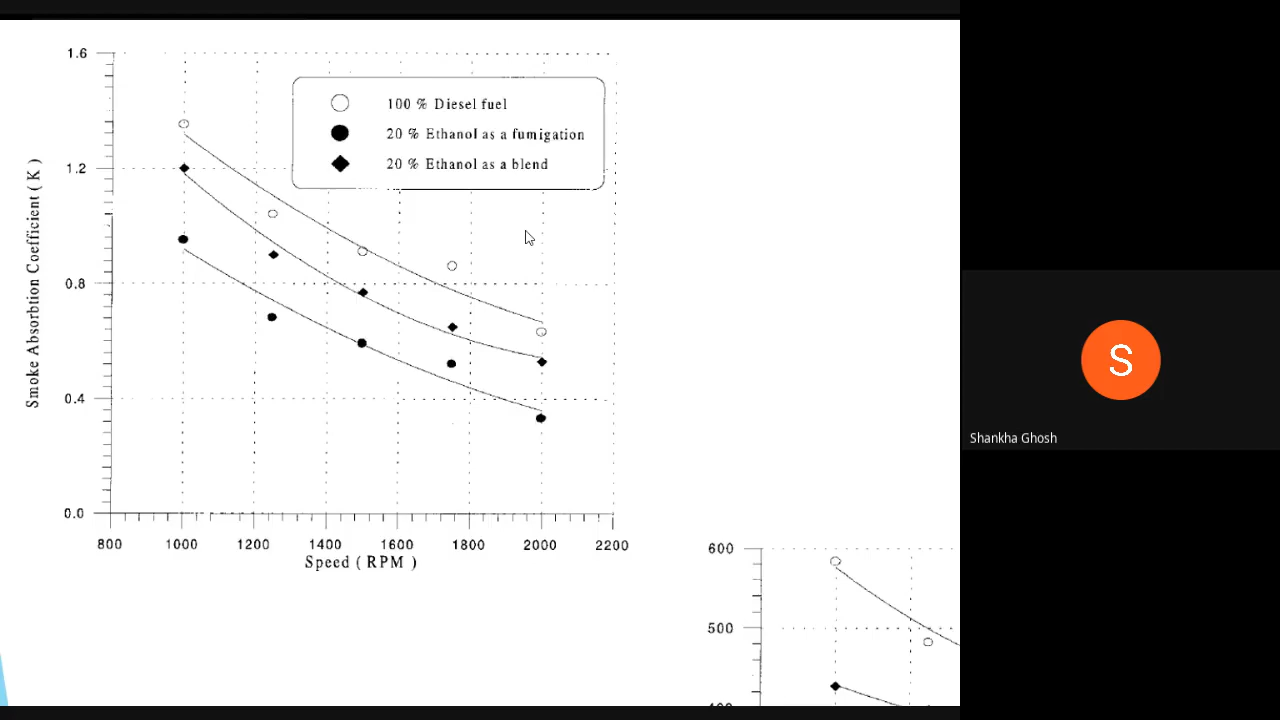 1.6
1.2
0.8
0.4
0.0
Smoke Absorbtion Coefficient ( K )
100 % Diesel fuel
20 % Ethanol as a fumigation
20 % Ethanol as a blend
800 1000 1200 1400 1600 1800 2000 2200
Speed ( RPM )
600
500
S
Shankha Ghosh